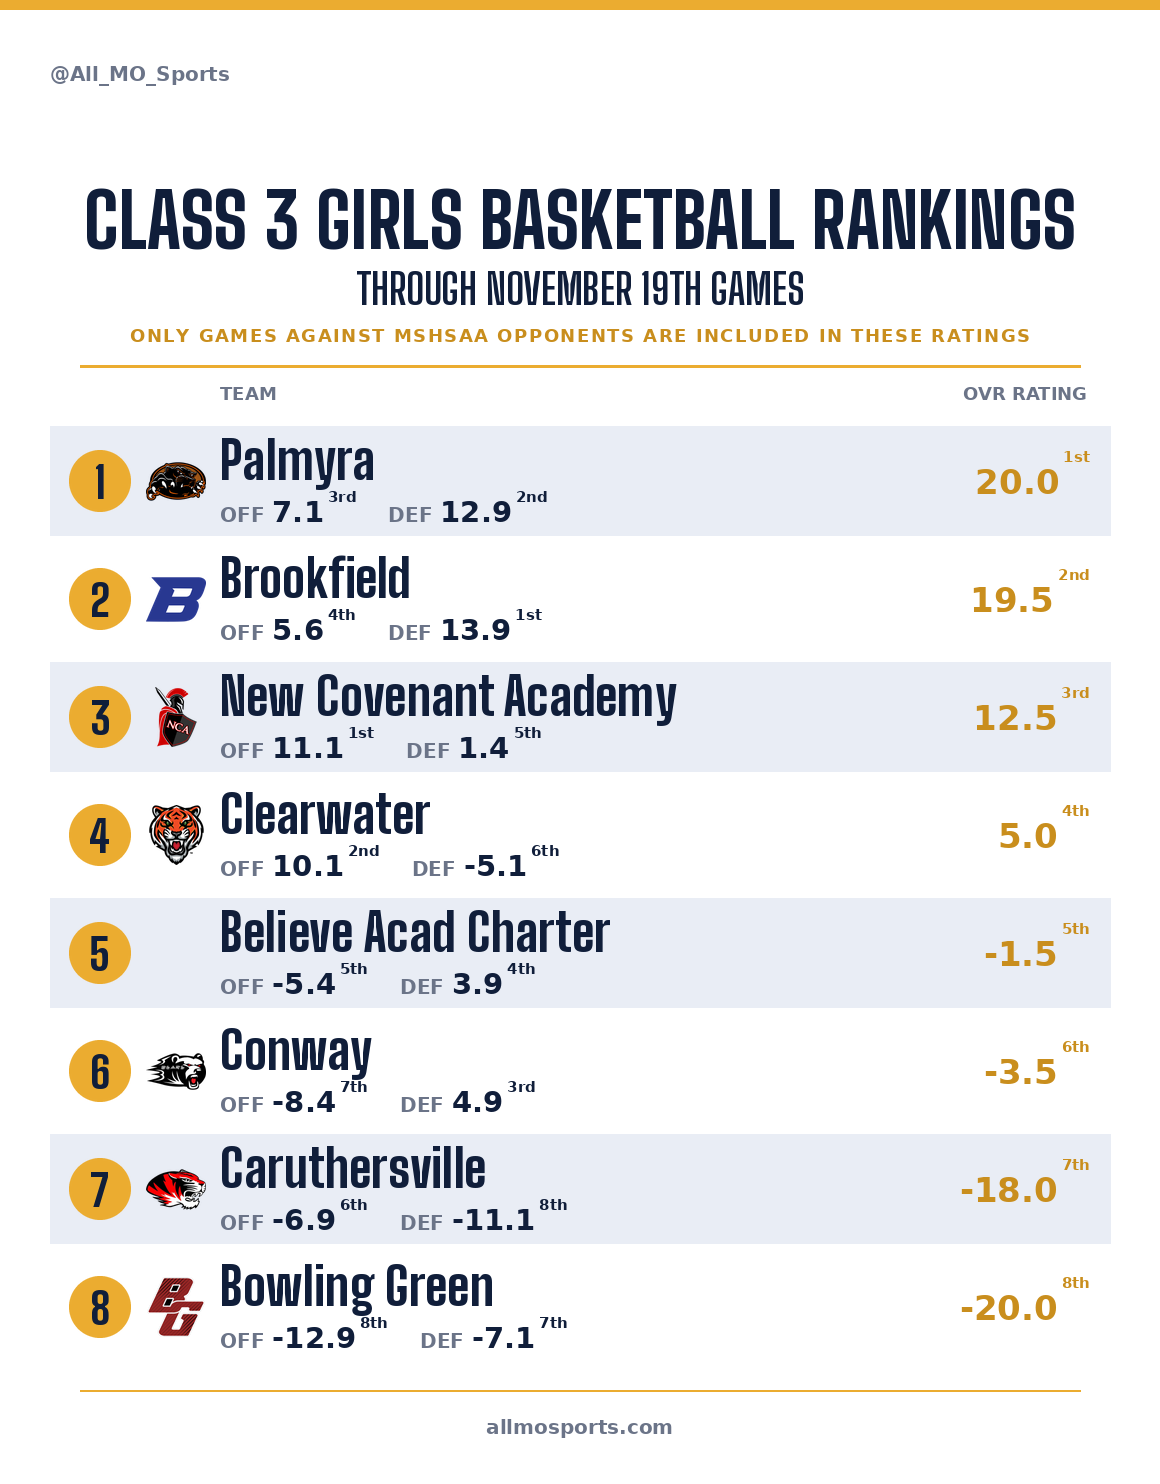 @All_MO_Sports
CLASS 3 GIRLS BASKETBALL RANKINGS
THROUGH NOVEMBER 19TH GAMES
ONLY GAMES AGAINST MSHSAA OPPONENTS ARE INCLUDED IN THESE RATINGS
TEAM OVR RATING
1 Palmyra 20.0 1st
OFF 7.1 3rd DEF 12.9 2nd
B
2 Brookfield 19.5 2nd
OFF 5.6 4th DEF 13.9 1st
NCA
3 New Covenant Academy 12.5 3rd
OFF 11.1 1st DEF 1.4 5th
4 Clearwater 5.0 4th
OFF 10.1 2nd DEF -5.1 6th
5 Believe Acad Charter -1.5 5th
OFF -5.4 5th DEF 3.9 4th
6 Conway -3.5 6th
OFF -8.4 7th DEF 4.9 3rd
7 Caruthersville -18.0 7th
OFF -6.9 6th DEF -11.1 8th
BG
8 Bowling Green -20.0 8th
OFF -12.9 8th DEF -7.1 7th
allmosports.com